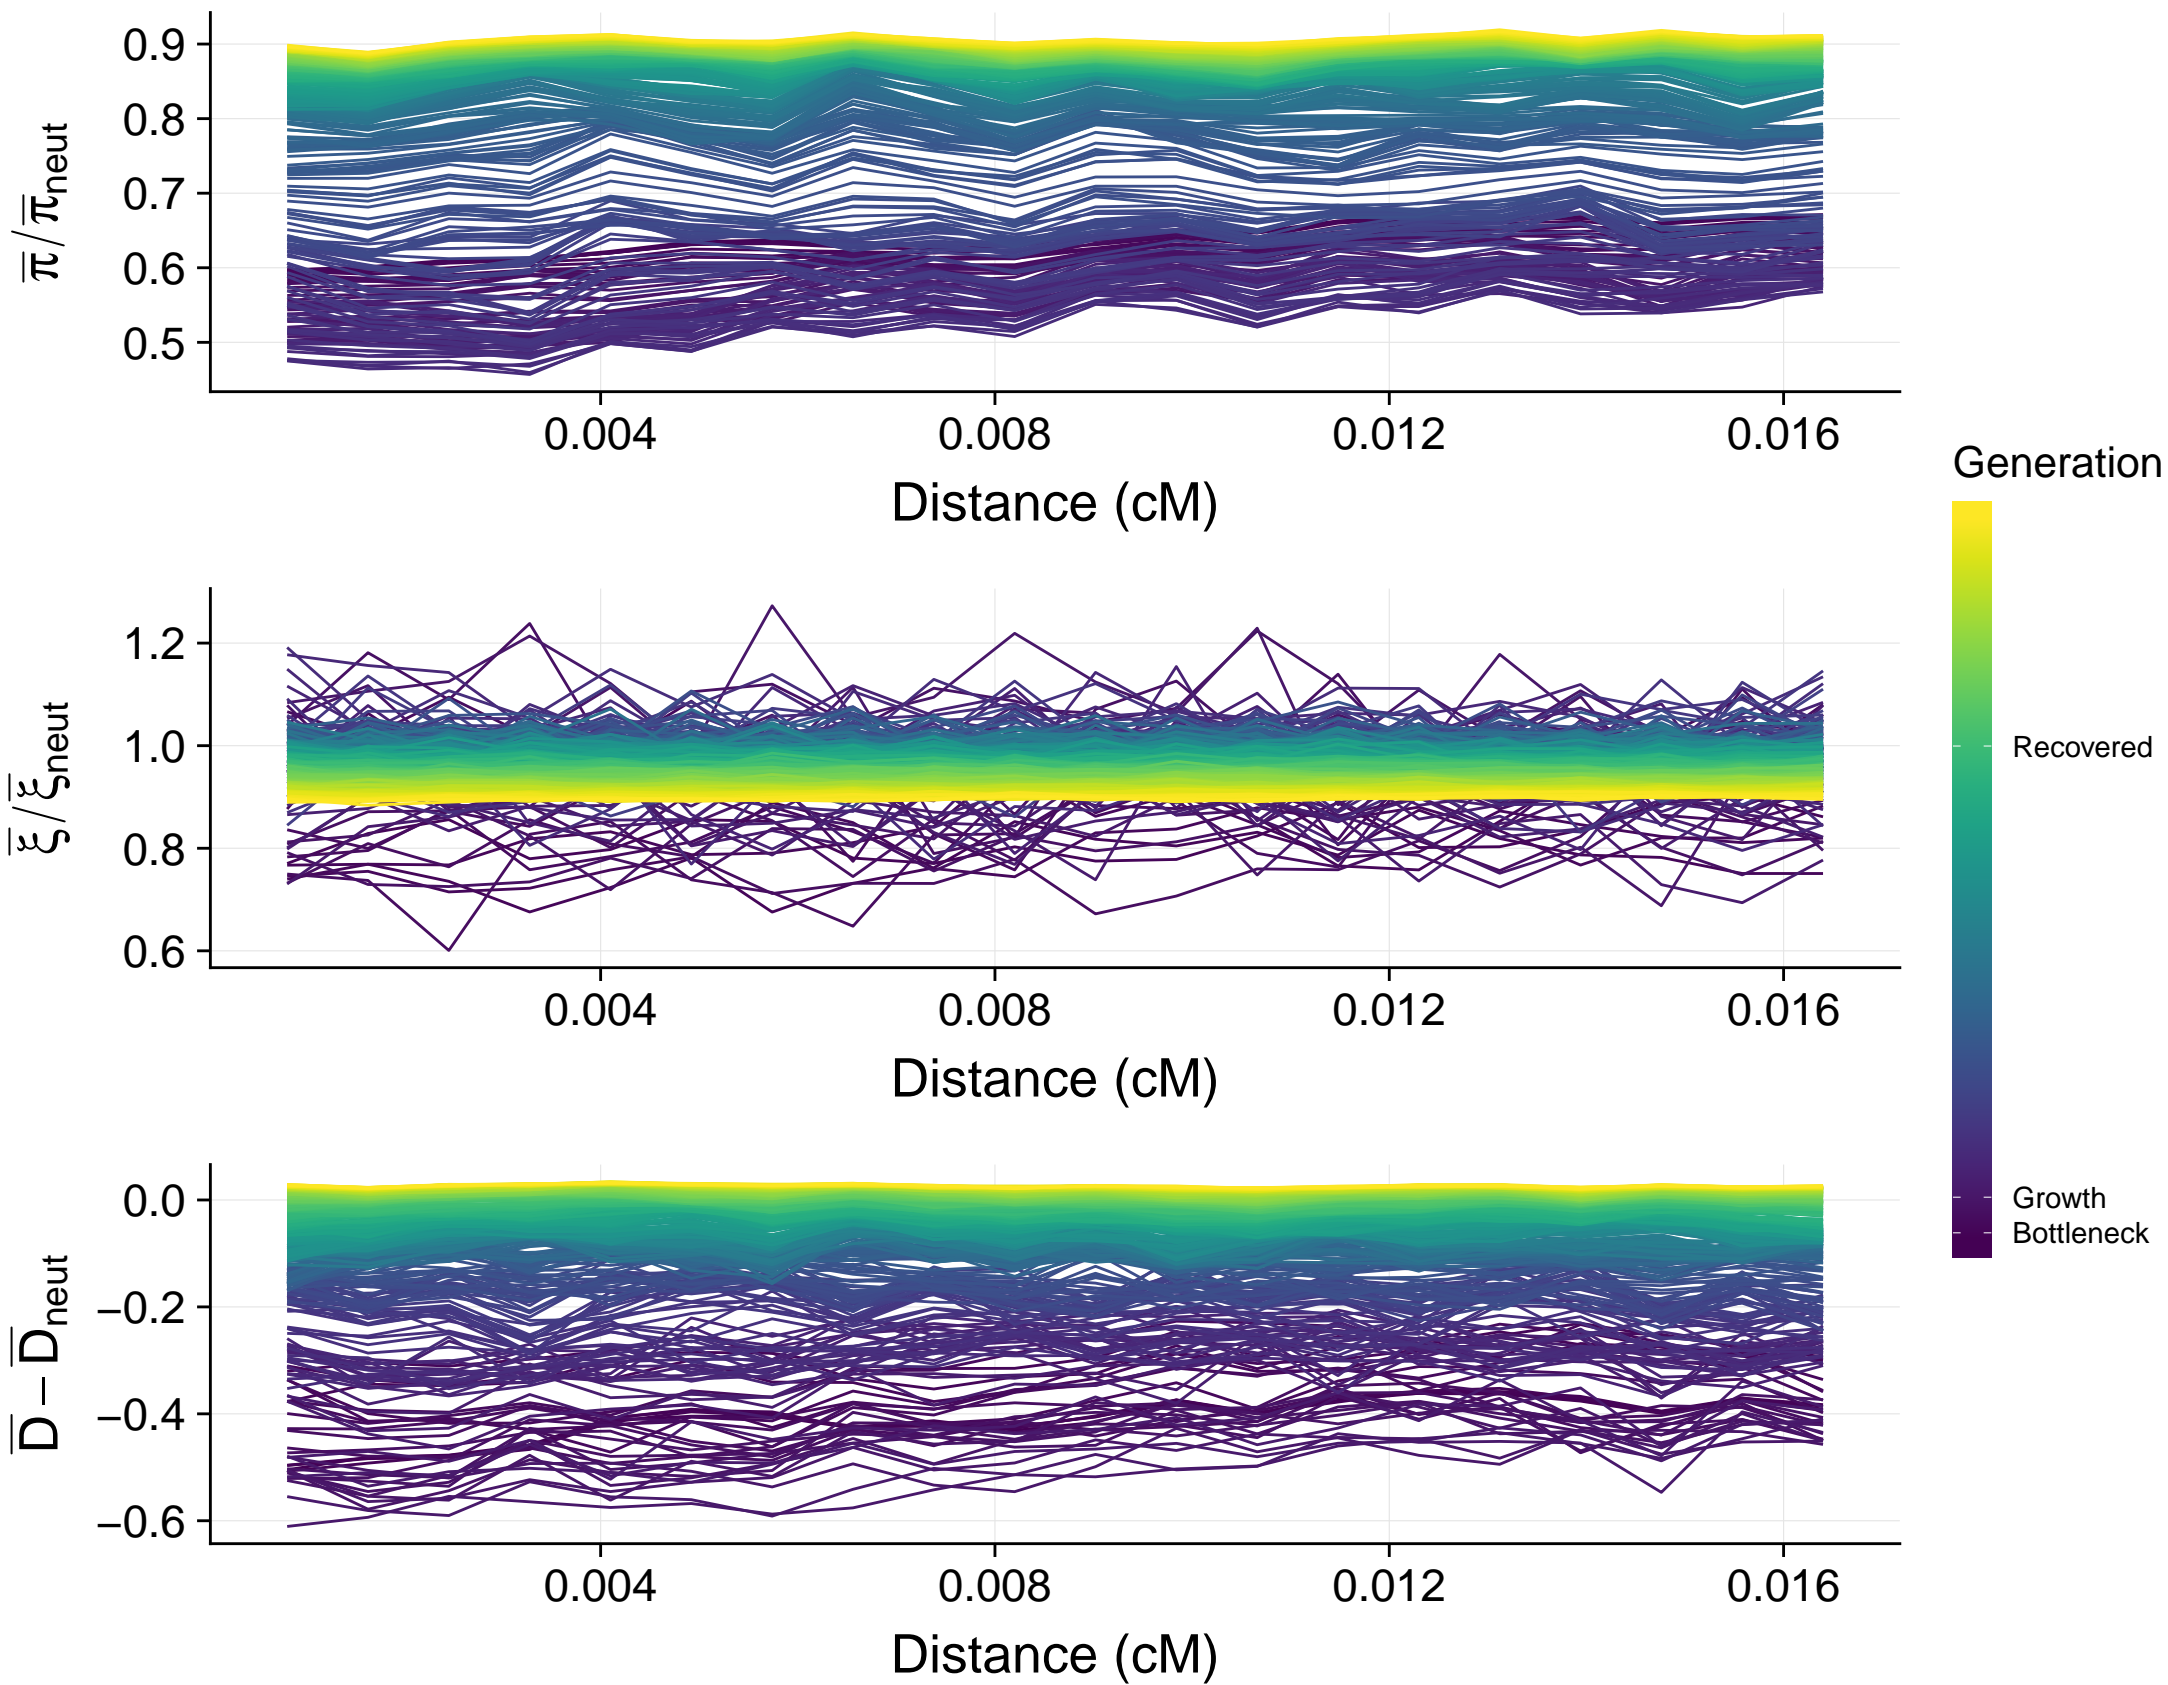 π̅ / π̅neut
0.9
0.8
0.7
0.6
0.5
0.004 0.008 0.012 0.016
Distance (cM)
ξ̅ / ξ̅neut
1.2
1.0
0.8
0.6
0.004 0.008 0.012 0.016
Distance (cM)
D̅ − D̅neut
0.0
−0.2
−0.4
−0.6
0.004 0.008 0.012 0.016
Distance (cM)
Generation
Recovered
Growth
Bottleneck